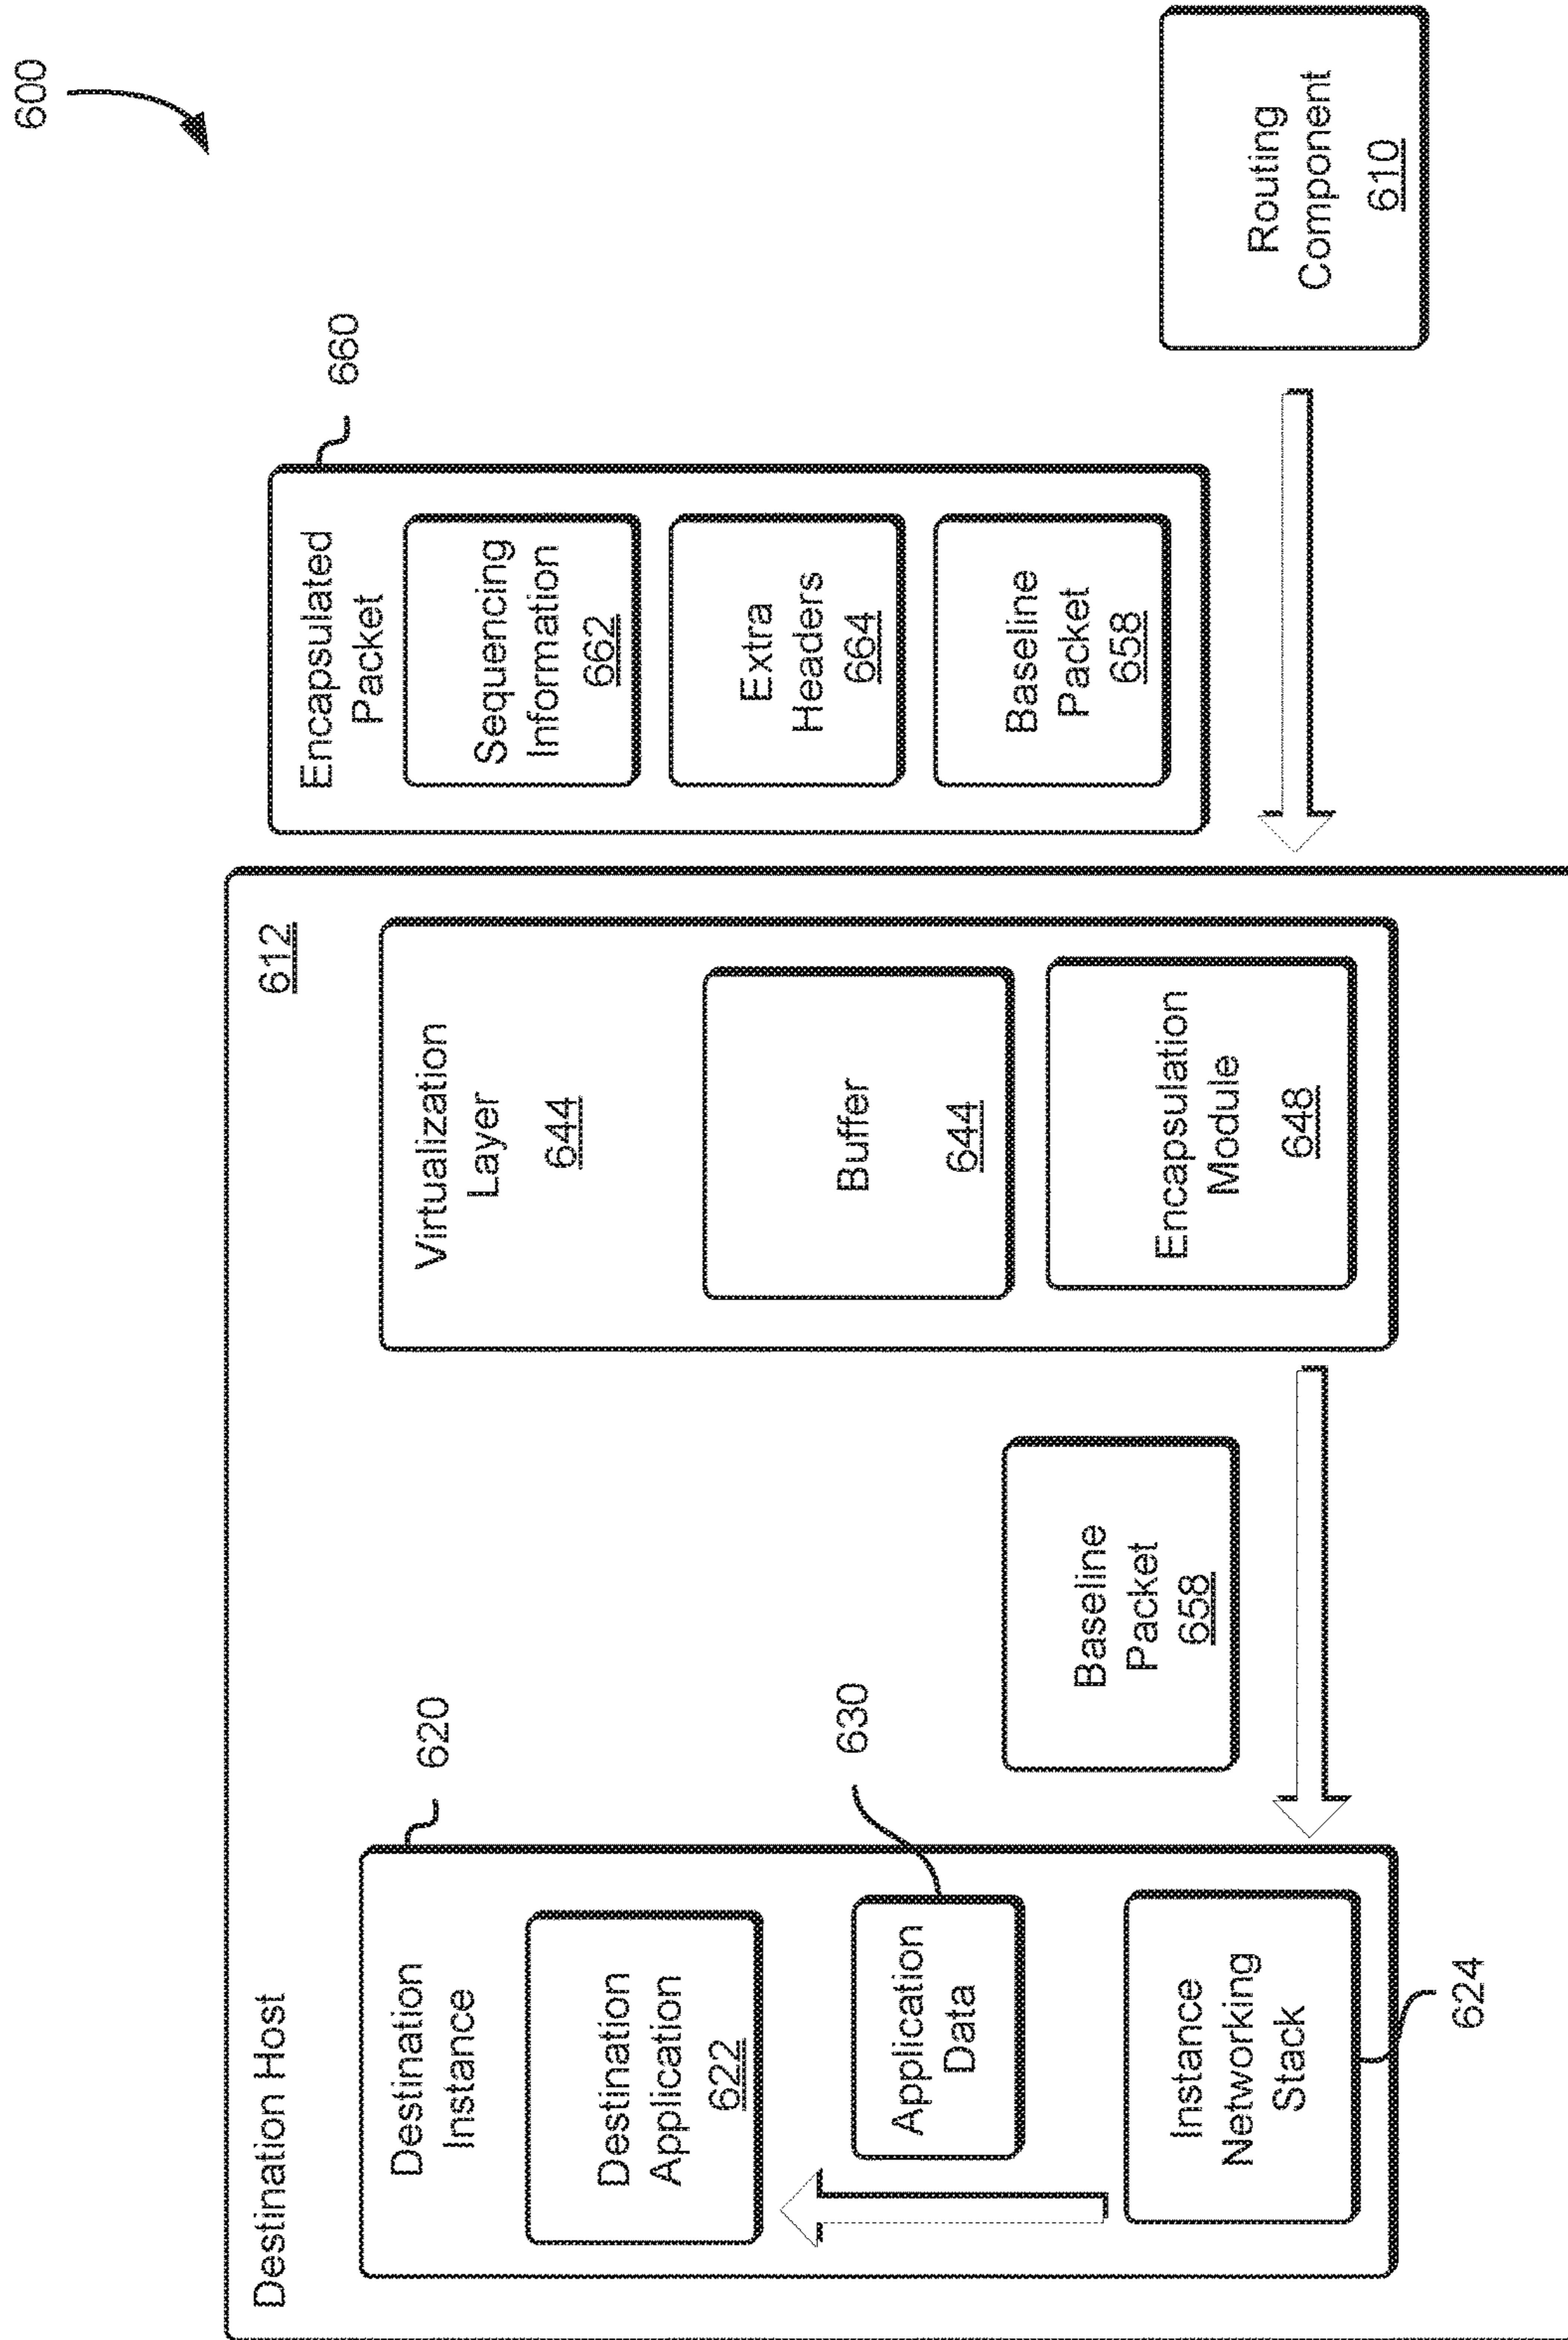 600
Destination Host
612
Destination
Instance
620
Destination
Application
622
Application
Data
630
Instance
Networking
Stack
624
Baseline
Packet
658
Virtualization
Layer
644
Buffer
644
Encapsulation
Module
648
Encapsulated
Packet
660
Sequencing
Information
662
Extra
Headers
664
Baseline
Packet
658
Routing
Component
610